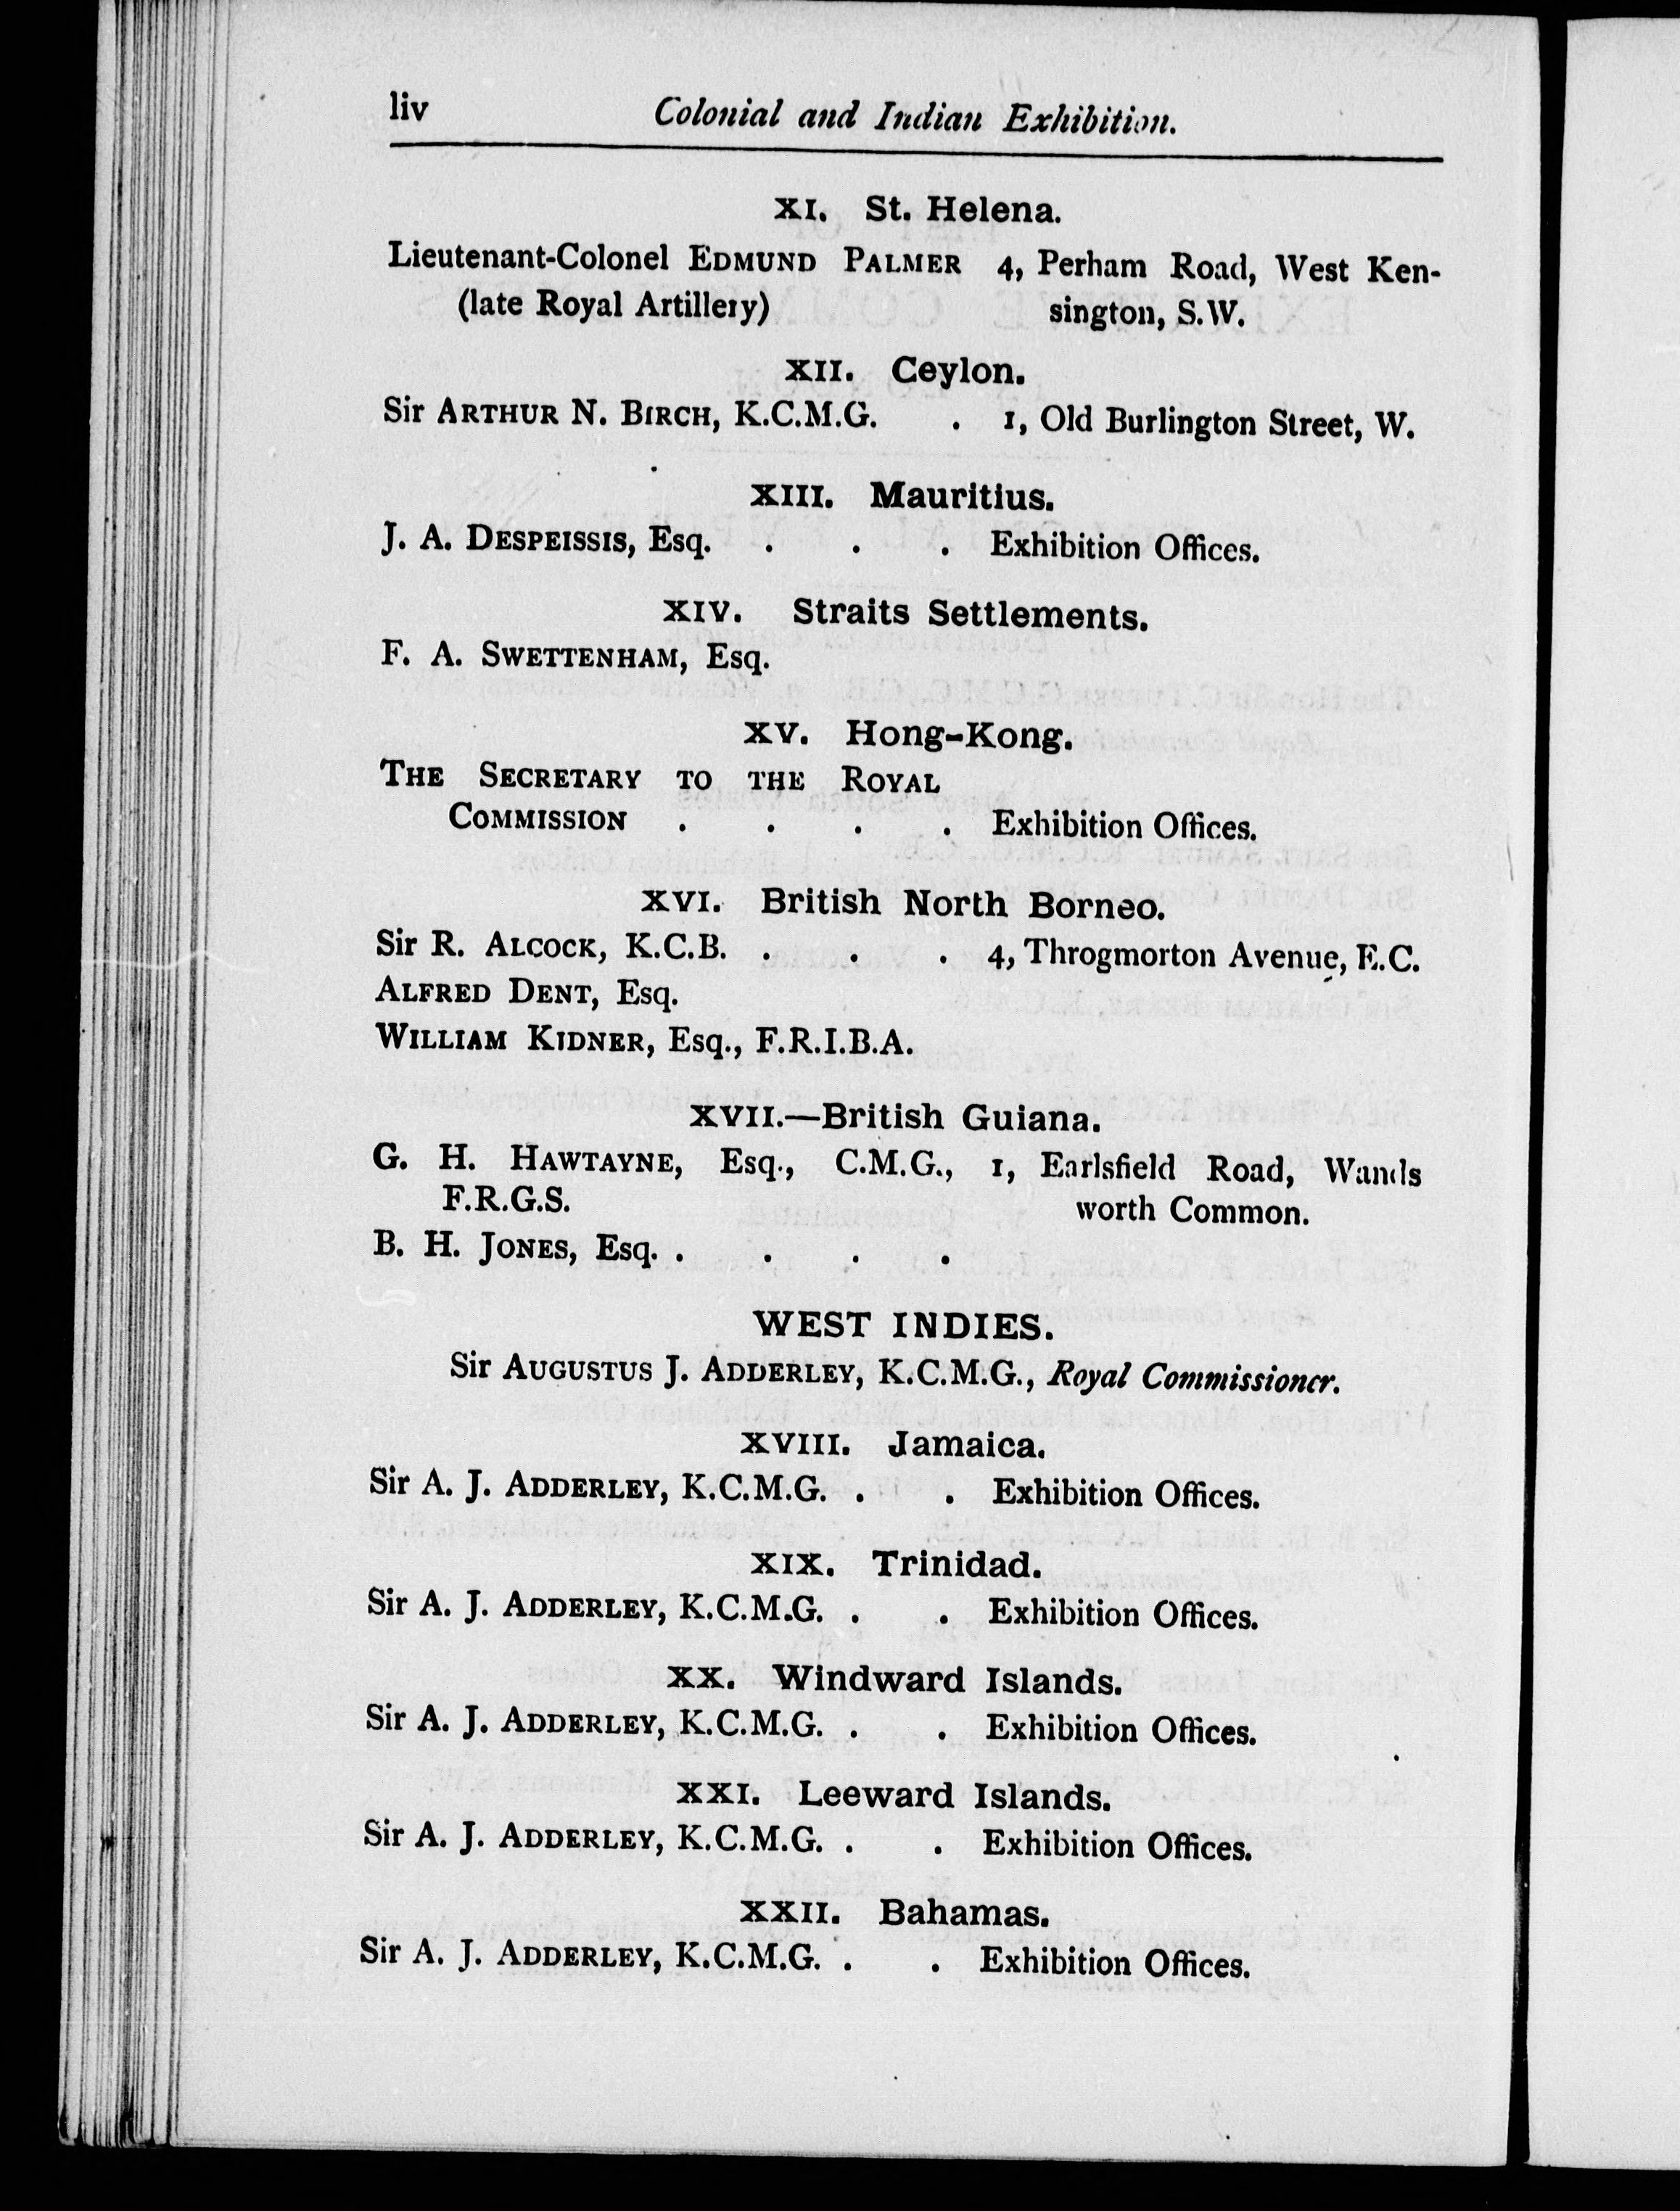 liv Colonial and Indian Exhibition.
XI. St. Helena.
Lieutenant-Colonel EDMUND PALMER 4, Perham Road, West Ken-
(late Royal Artillery) sington, S.W.
XII. Ceylon.
Sir ARTHUR N. BIRCH, K.C.M.G. . 1, Old Burlington Street, W.
XIII. Mauritius.
J. A. DESPEISSIS, Esq. . . . Exhibition Offices.
XIV. Straits Settlements.
F. A. SWETTENHAM, Esq.
XV. Hong-Kong.
THE SECRETARY TO THE ROYAL
COMMISSION . . . . Exhibition Offices.
XVI. British North Borneo.
Sir R. ALCOCK, K.C.B. . . . 4, Throgmorton Avenue, E.C.
ALFRED DENT, Esq.
WILLIAM KIDNER, Esq., F.R.I.B.A.
XVII.—British Guiana.
G. H. HAWTAYNE, Esq., C.M.G., 1, Earlsfield Road, Wands
F.R.G.S. worth Common.
B. H. JONES, Esq. . . . .
WEST INDIES.
Sir AUGUSTUS J. ADDERLEY, K.C.M.G., Royal Commissioner.
XVIII. Jamaica.
Sir A. J. ADDERLEY, K.C.M.G. . . Exhibition Offices.
XIX. Trinidad.
Sir A. J. ADDERLEY, K.C.M.G. . . Exhibition Offices.
XX. Windward Islands.
Sir A. J. ADDERLEY, K.C.M.G. . . Exhibition Offices.
XXI. Leeward Islands.
Sir A. J. ADDERLEY, K.C.M.G. . . Exhibition Offices.
XXII. Bahamas.
Sir A. J. ADDERLEY, K.C.M.G. . . Exhibition Offices.